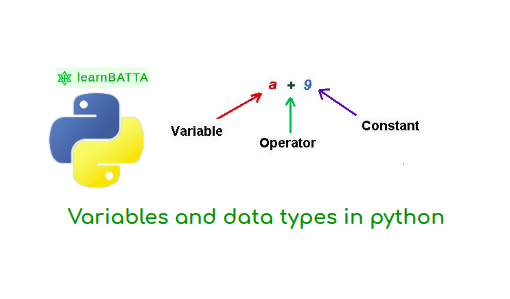 learnBATTA
a + 9
Variable
Operator
Constant
Variables and data types in python